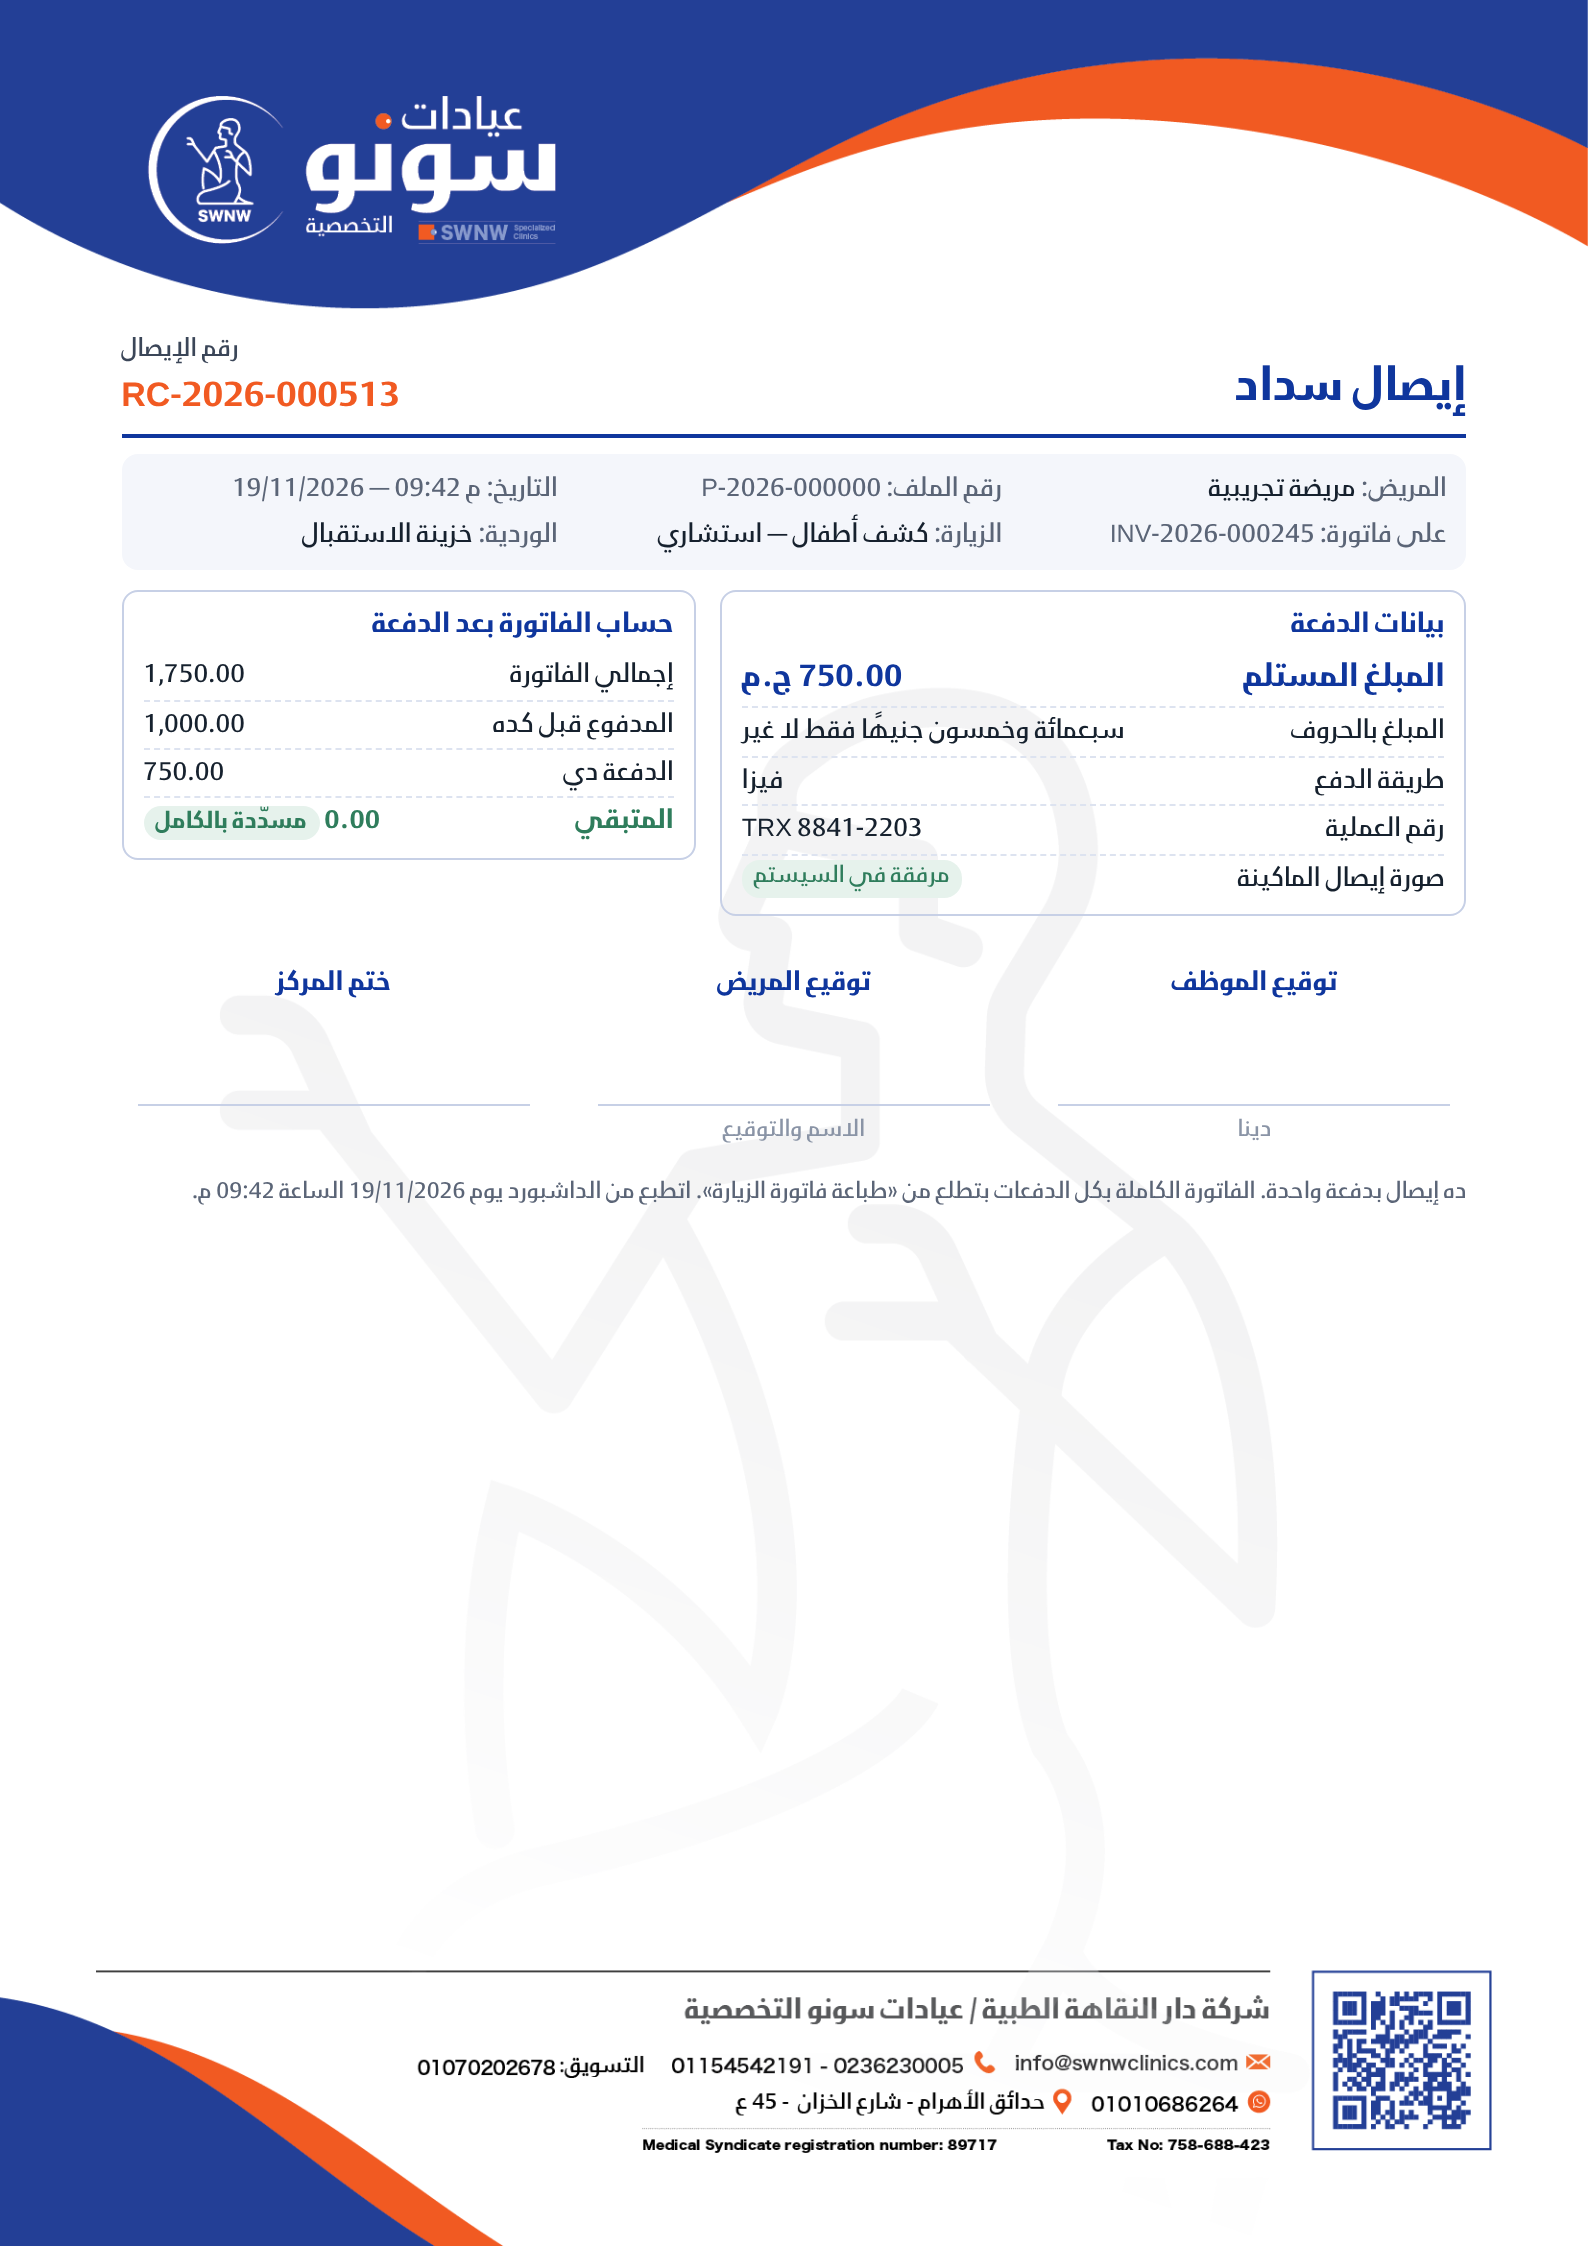 عيادات
سونو
التخصصية
SWNW Specialized Clinics
SWNW
رقم الإيصال
إيصال سداد
RC-2026-000513
المريض: مريضة تجريبية
رقم الملف: P-2026-000000
التاريخ: 19/11/2026 — 09:42 م
على فاتورة: INV-2026-000245
الزيارة: كشف أطفال — استشاري
الوردية: خزينة الاستقبال
بيانات الدفعة
المبلغ المستلم 750.00 ج.م
المبلغ بالحروف سبعمائة وخمسون جنيهًا فقط لا غير
طريقة الدفع فيزا
رقم العملية TRX 8841-2203
صورة إيصال الماكينة مرفقة في السيستم
حساب الفاتورة بعد الدفعة
إجمالي الفاتورة 1,750.00
المدفوع قبل كده 1,000.00
الدفعة دي 750.00
المتبقي 0.00 مسدّدة بالكامل
توقيع الموظف
دينا
توقيع المريض
الاسم والتوقيع
ختم المركز
ده إيصال بدفعة واحدة. الفاتورة الكاملة بكل الدفعات بتطلع من «طباعة فاتورة الزيارة». اتطبع من الداشبورد يوم 19/11/2026 الساعة 09:42 م.
شركة دار النقاهة الطبية / عيادات سونو التخصصية
info@swnwclinics.com 01154542191 - 0236230005 التسويق: 01070202678
01010686264 حدائق الأهرام - شارع الخزان - 45 ع
Medical Syndicate registration number: 89717 Tax No: 758-688-423